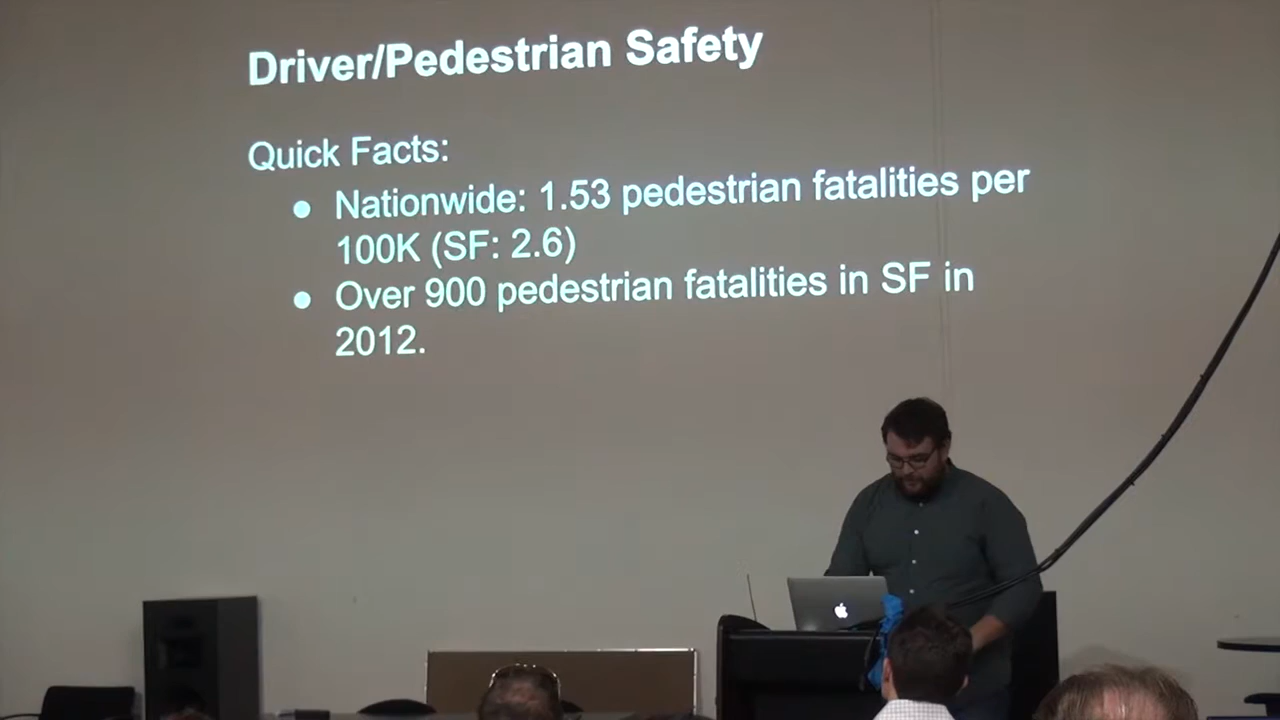 Driver/Pedestrian Safety
Quick Facts:
● Nationwide: 1.53 pedestrian fatalities per
100K (SF: 2.6)
● Over 900 pedestrian fatalities in SF in
2012.